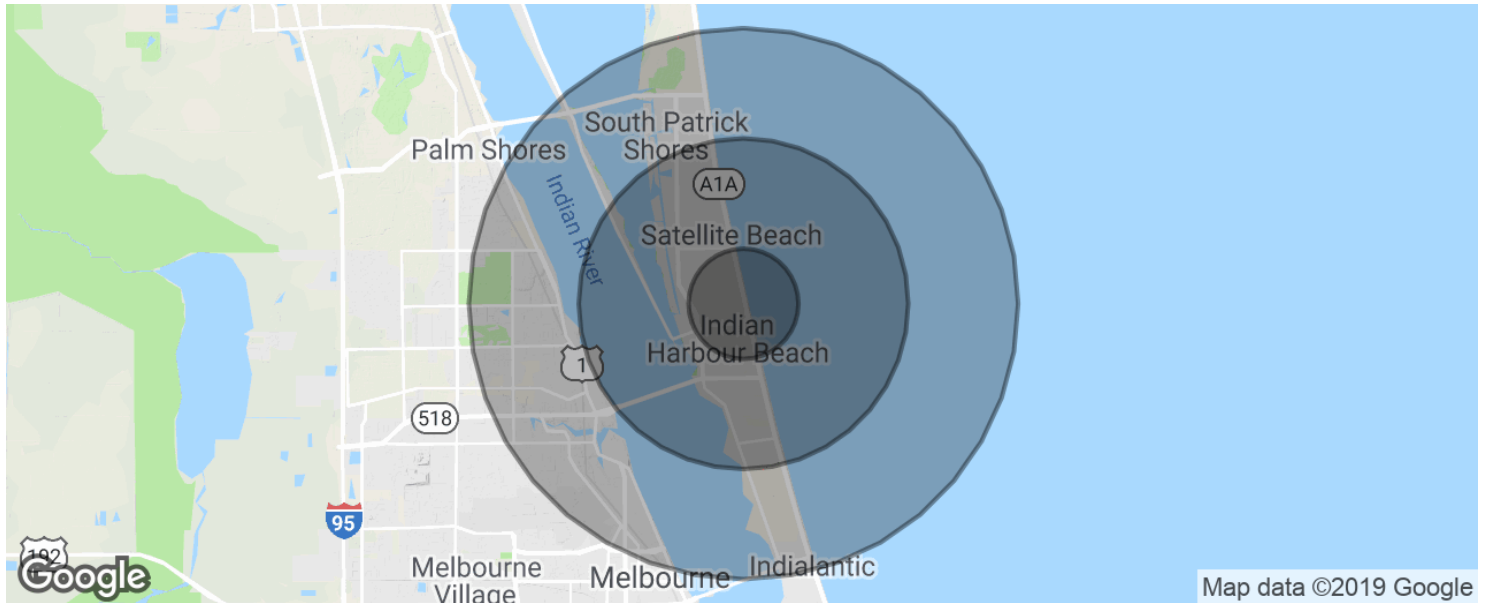 South Patrick
Shores
Palm Shores
A1A
Indian River
Satellite Beach
Indian
Harbour Beach
1
518
95
192
Google
Melbourne
Village
Melbourne
Indialantic
Map data ©2019 Google